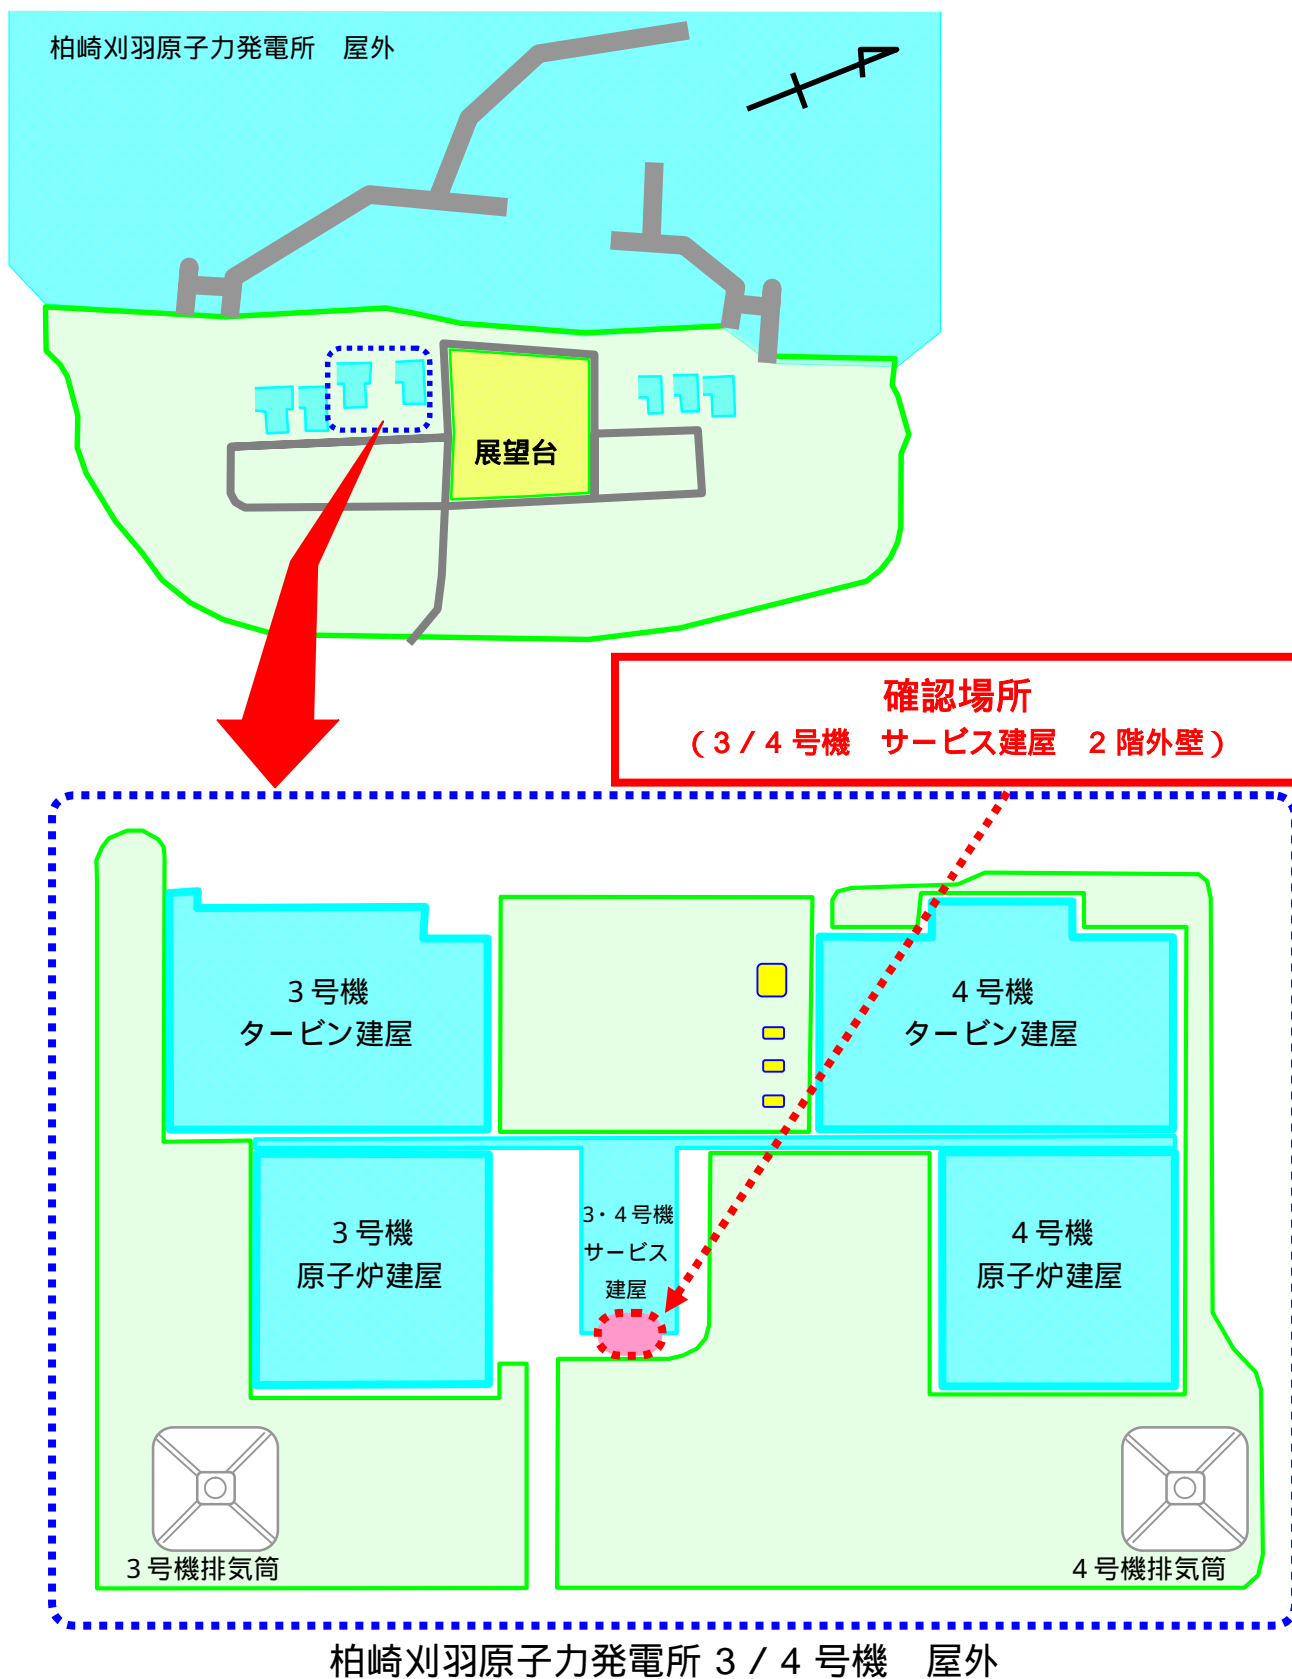 柏崎刈羽原子力発電所　屋外
展望台
確認場所
（３／４号機　サービス建屋　２階外壁）
３号機
タービン建屋
４号機
タービン建屋
3・４号機
サービス
建屋
３号機
原子炉建屋
４号機
原子炉建屋
３号機排気筒
４号機排気筒
柏崎刈羽原子力発電所３／４号機　屋外